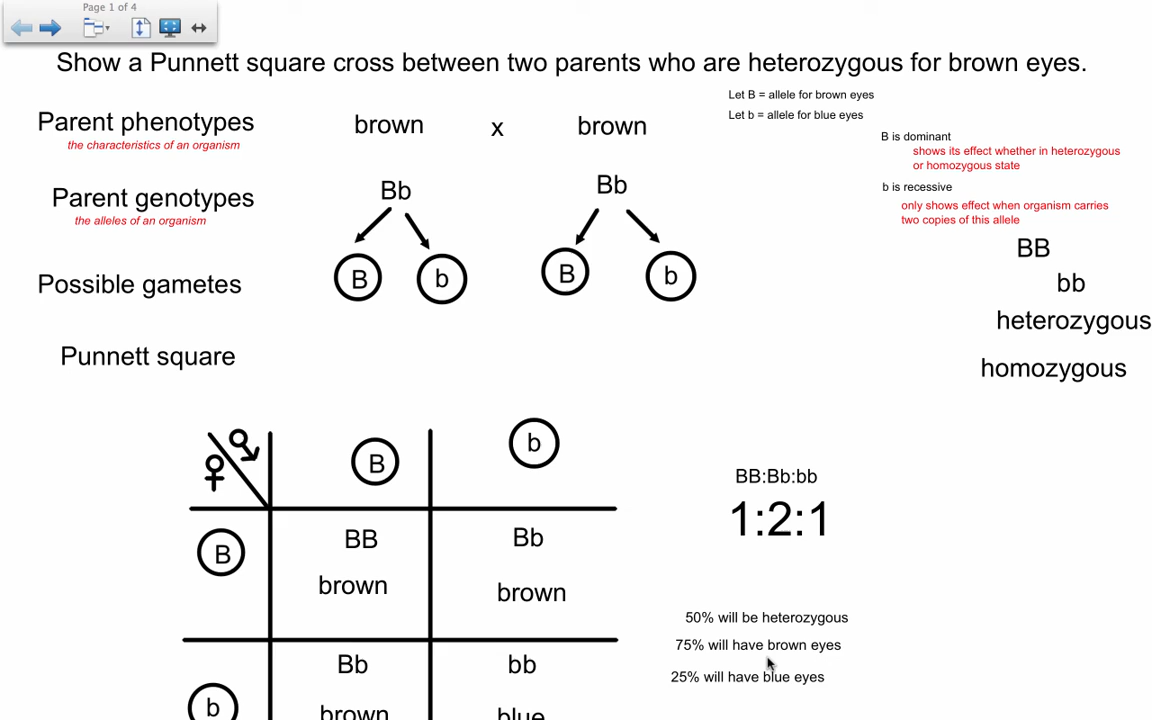 Page 1 of 4
Show a Punnett square cross between two parents who are heterozygous for brown eyes.
Let B = allele for brown eyes
Let b = allele for blue eyes
Parent phenotypes
the characteristics of an organism
brown x brown
B is dominant
shows its effect whether in heterozygous
or homozygous state
b is recessive
only shows effect when organism carries
two copies of this allele
Parent genotypes
the alleles of an organism
Bb Bb
BB
bb
heterozygous
homozygous
Possible gametes
B b B b
Punnett square
♀ ♂ B b
B BB Bb
brown brown
b Bb bb
brown blue
BB:Bb:bb
1:2:1
50% will be heterozygous
75% will have brown eyes
25% will have blue eyes